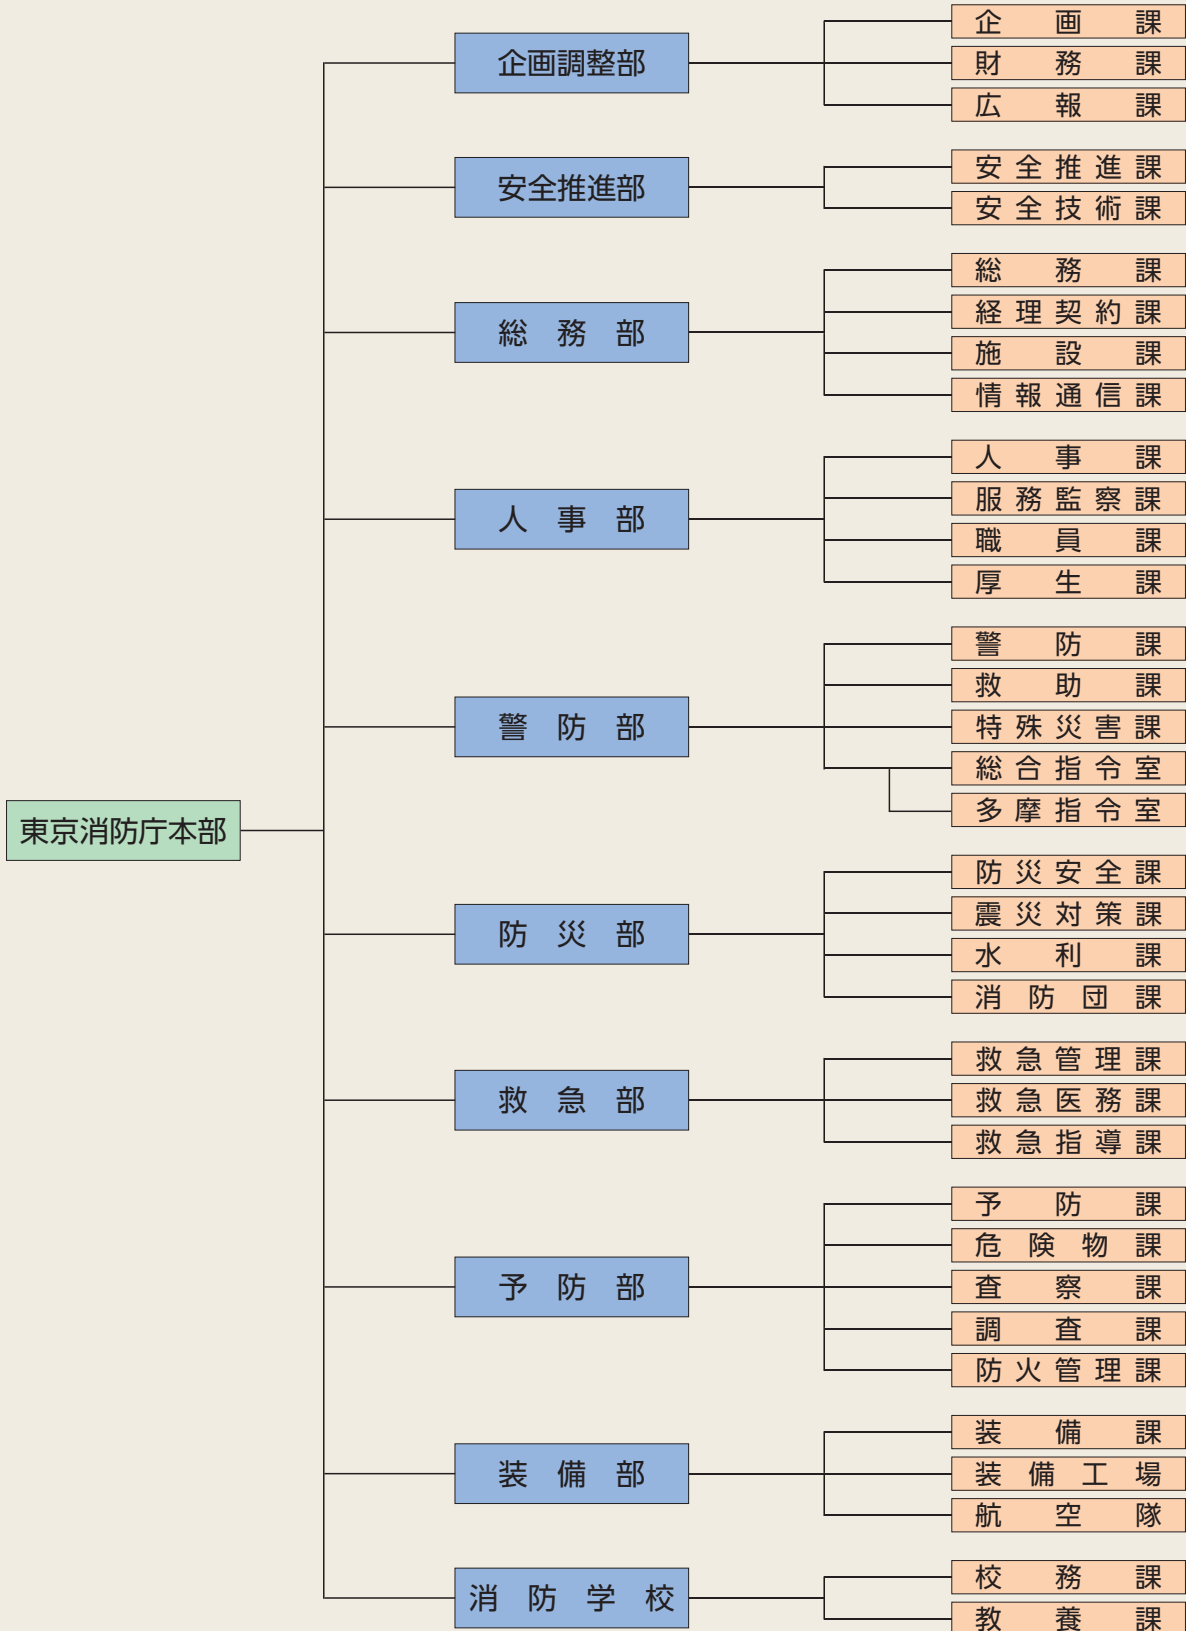 東京消防庁本部
企画調整部
企画課
財務課
広報課
安全推進部
安全推進課
安全技術課
総務部
総務課
経理契約課
施設課
情報通信課
人事部
人事課
服務監察課
職員課
厚生課
警防部
警防課
救助課
特殊災害課
総合指令室
多摩指令室
防災部
防災安全課
震災対策課
水利課
消防団課
救急部
救急管理課
救急医務課
救急指導課
予防部
予防課
危険物課
査察課
調査課
防火管理課
装備部
装備課
装備工場
航空隊
消防学校
校務課
教養課